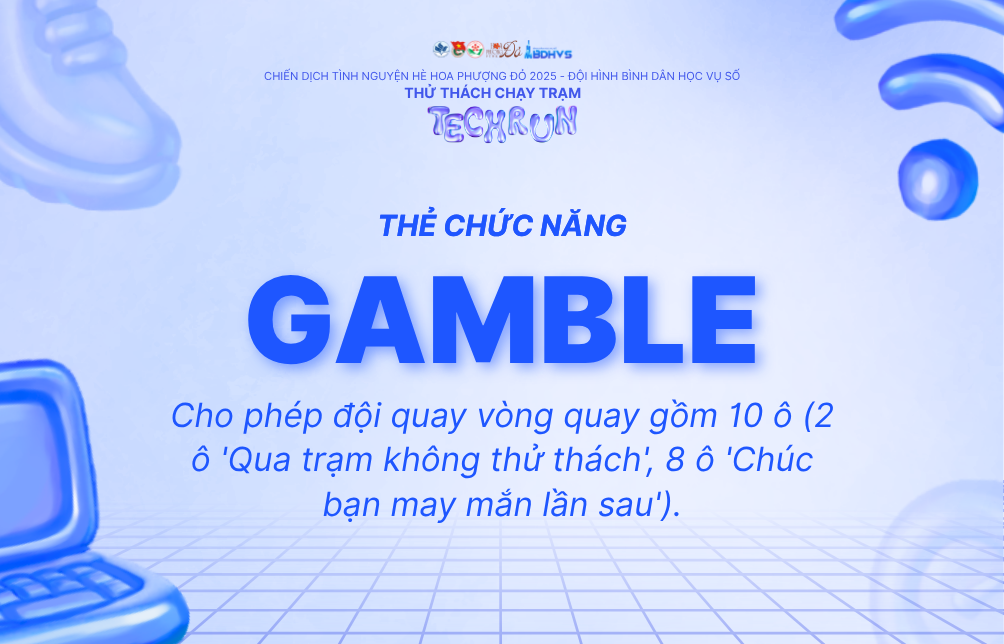 BDHVS
CHIẾN DỊCH TÌNH NGUYỆN HÈ HOA PHƯỢNG ĐỎ 2025 - ĐỘI HÌNH BÌNH DÂN HỌC VỤ SỐ
THỬ THÁCH CHẠY TRẠM
TECHRUN
THẺ CHỨC NĂNG
GAMBLE
Cho phép đội quay vòng quay gồm 10 ô (2
ô 'Qua trạm không thử thách', 8 ô 'Chúc
bạn may mắn lần sau').